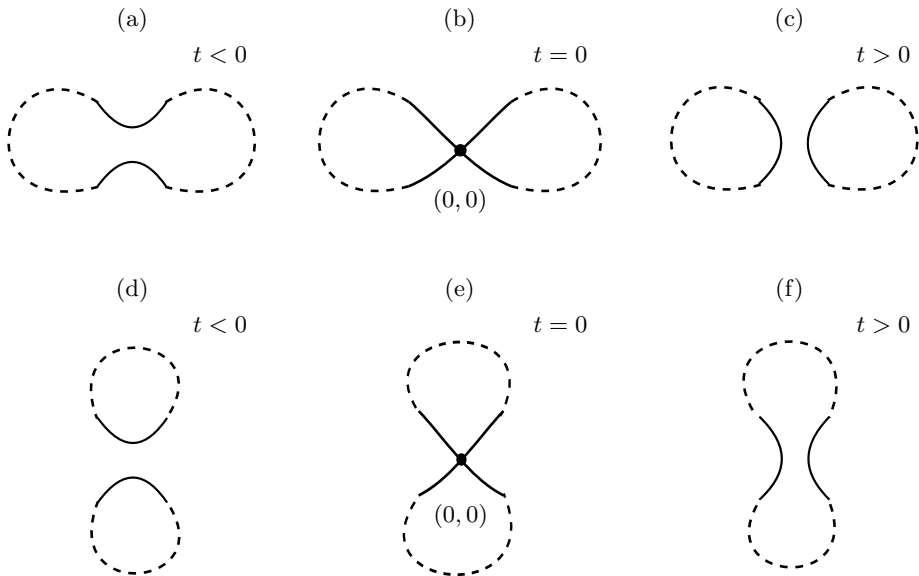 (a) (b) (c)
t < 0 t = 0 t > 0
(0, 0)
(d) (e) (f)
t < 0 t = 0 t > 0
(0, 0)